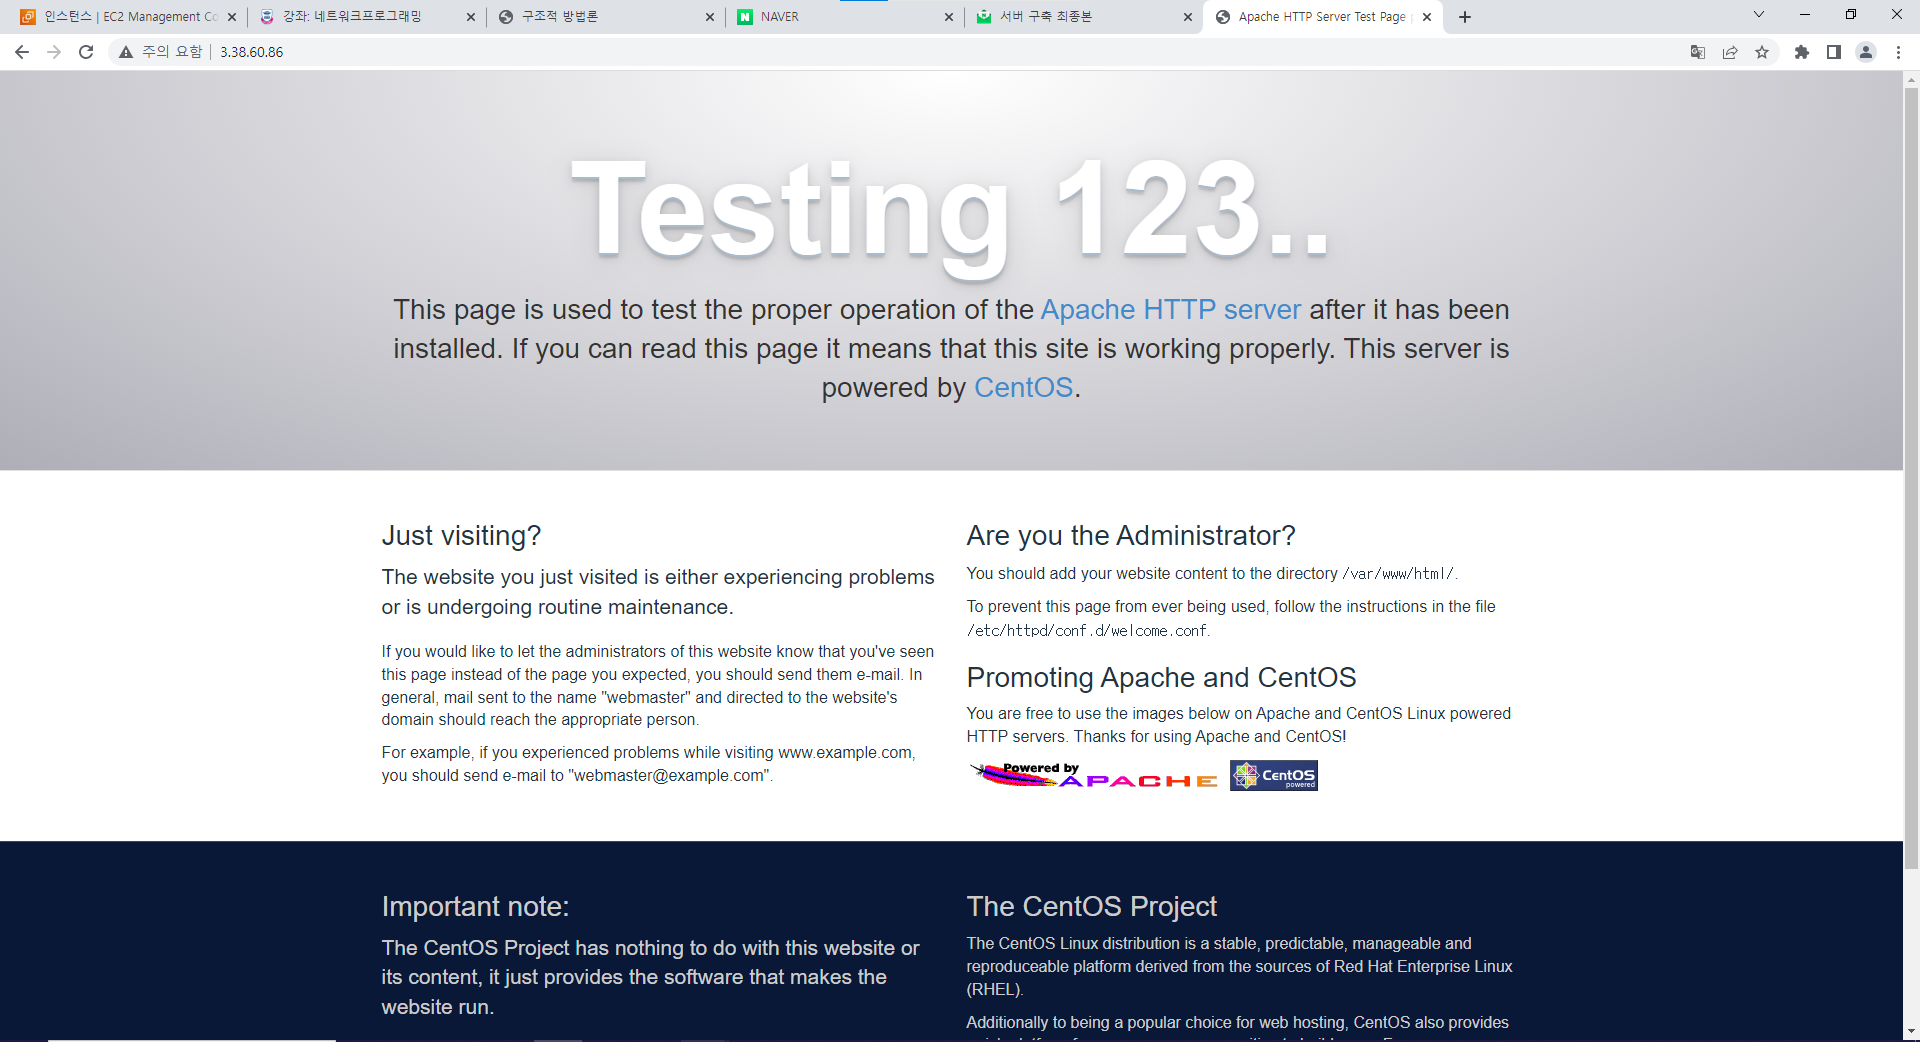 인스턴스 | EC2 Management Co
강좌: 네트워크프로그래밍
구조적 방법론
NAVER
서버 구축 최종본
Apache HTTP Server Test Page
주의 요함
3.38.60.86
Testing 123..
This page is used to test the proper operation of the Apache HTTP server after it has been
installed. If you can read this page it means that this site is working properly. This server is
powered by CentOS.
Just visiting?
The website you just visited is either experiencing problems
or is undergoing routine maintenance.
If you would like to let the administrators of this website know that you've seen
this page instead of the page you expected, you should send them e-mail. In
general, mail sent to the name "webmaster" and directed to the website's
domain should reach the appropriate person.
For example, if you experienced problems while visiting www.example.com,
you should send e-mail to "webmaster@example.com".
Are you the Administrator?
You should add your website content to the directory /var/www/html/.
To prevent this page from ever being used, follow the instructions in the file
/etc/httpd/conf.d/welcome.conf.
Promoting Apache and CentOS
You are free to use the images below on Apache and CentOS Linux powered
HTTP servers. Thanks for using Apache and CentOS!
Powered by
APACHE
CentOS
powered
Important note:
The CentOS Project has nothing to do with this website or
its content, it just provides the software that makes the
website run.
The CentOS Project
The CentOS Linux distribution is a stable, predictable, manageable and
reproduceable platform derived from the sources of Red Hat Enterprise Linux
(RHEL).
Additionally to being a popular choice for web hosting, CentOS also provides